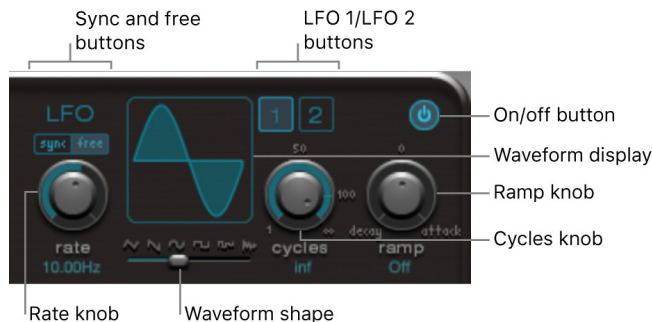 Sync and free
buttons
LFO 1/LFO 2
buttons
LFO
1 2
On/off button
sync free
50
0
Waveform display
100
Ramp knob
1
∞
decay
attack
Cycles knob
rate
cycles
ramp
10.00Hz
inf
Off
Rate knob
Waveform shape